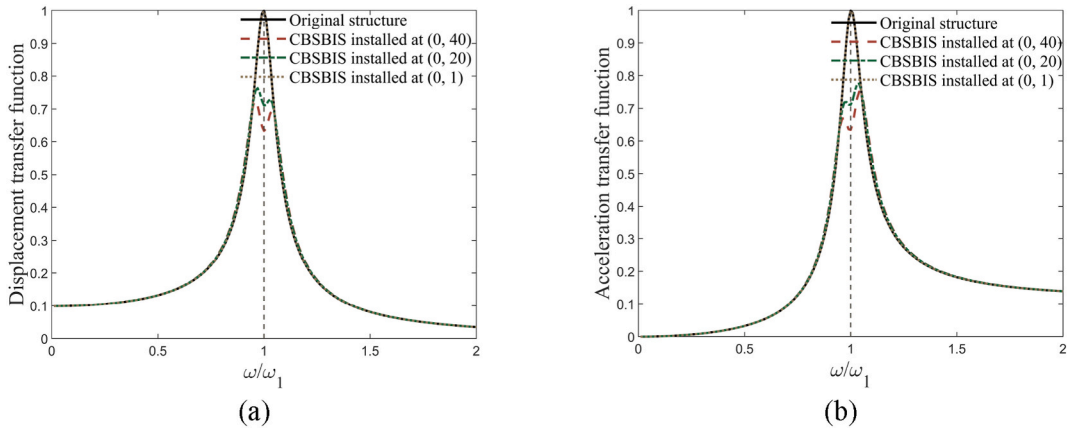 Displacement transfer function
1
0.9
0.8
0.7
0.6
0.5
0.4
0.3
0.2
0.1
0
Original structure
CBSBIS installed at (0, 40)
CBSBIS installed at (0, 20)
CBSBIS installed at (0, 1)
0 0.5 1 1.5 2
ω/ω₁
(a)
Acceleration transfer function
1
0.9
0.8
0.7
0.6
0.5
0.4
0.3
0.2
0.1
0
Original structure
CBSBIS installed at (0, 40)
CBSBIS installed at (0, 20)
CBSBIS installed at (0, 1)
0 0.5 1 1.5 2
ω/ω₁
(b)